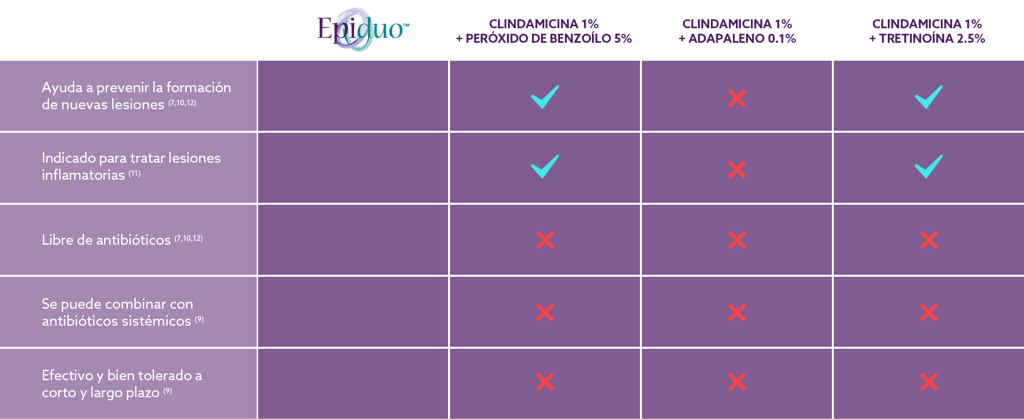 Epiduo™
CLINDAMICINA 1%
+ PERÓXIDO DE BENZOÍLO 5%
CLINDAMICINA 1%
+ ADAPALENO 0.1%
CLINDAMICINA 1%
+ TRETINOÍNA 2.5%
Ayuda a prevenir la formación
de nuevas lesiones (7,10,12)
Indicado para tratar lesiones
inflamatorias (11)
Libre de antibióticos (7,10,12)
Se puede combinar con
antibióticos sistémicos (9)
Efectivo y bien tolerado a
corto y largo plazo (9)